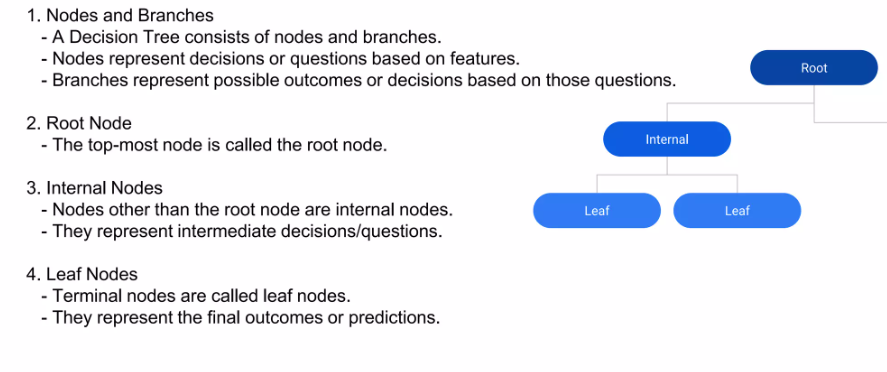 1. Nodes and Branches
- A Decision Tree consists of nodes and branches.
- Nodes represent decisions or questions based on features.
- Branches represent possible outcomes or decisions based on those questions.
2. Root Node
- The top-most node is called the root node.
3. Internal Nodes
- Nodes other than the root node are internal nodes.
- They represent intermediate decisions/questions.
4. Leaf Nodes
- Terminal nodes are called leaf nodes.
- They represent the final outcomes or predictions.
Root
Internal
Leaf
Leaf